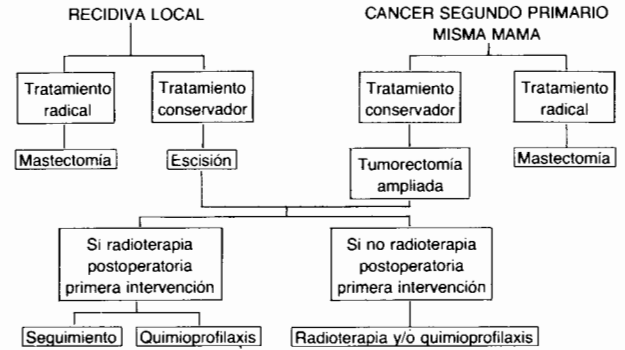 RECIDIVA LOCAL
CANCER SEGUNDO PRIMARIO
MISMA MAMA
Tratamiento
radical
Tratamiento
conservador
Tratamiento
conservador
Tratamiento
radical
Mastectomía
Escisión
Tumorectomía
ampliada
Mastectomía
Si radioterapia
postoperatoria
primera intervención
Si no radioterapia
postoperatoria
primera intervención
Seguimiento
Quimioprofilaxis
Radioterapia y/o quimioprofilaxis